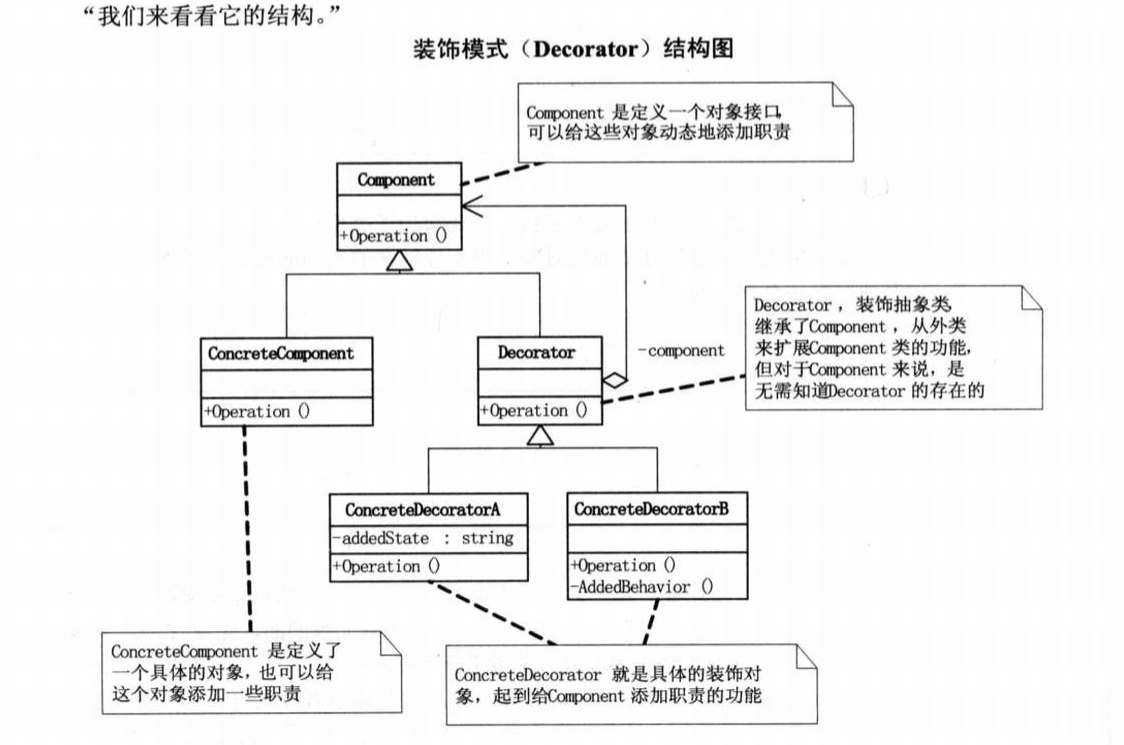 “我们来看看它的结构。”
装饰模式（Decorator）结构图
Component 是定义一个对象接口,
可以给这些对象动态地添加职责
Component
+Operation ()
ConcreteComponent
+Operation ()
Decorator
+Operation ()
-component
Decorator，装饰抽象类,
继承了Component，从外类
来扩展Component 类的功能,
但对于Component 来说，是
无需知道Decorator 的存在的
ConcreteDecoratorA
-addedState : string
+Operation ()
ConcreteDecoratorB
+Operation ()
-AddedBehavior ()
ConcreteComponent 是定义了
一个具体的对象，也可以给
这个对象添加一些职责
ConcreteDecorator 就是具体的装饰对
象，起到给Component 添加职责的功能